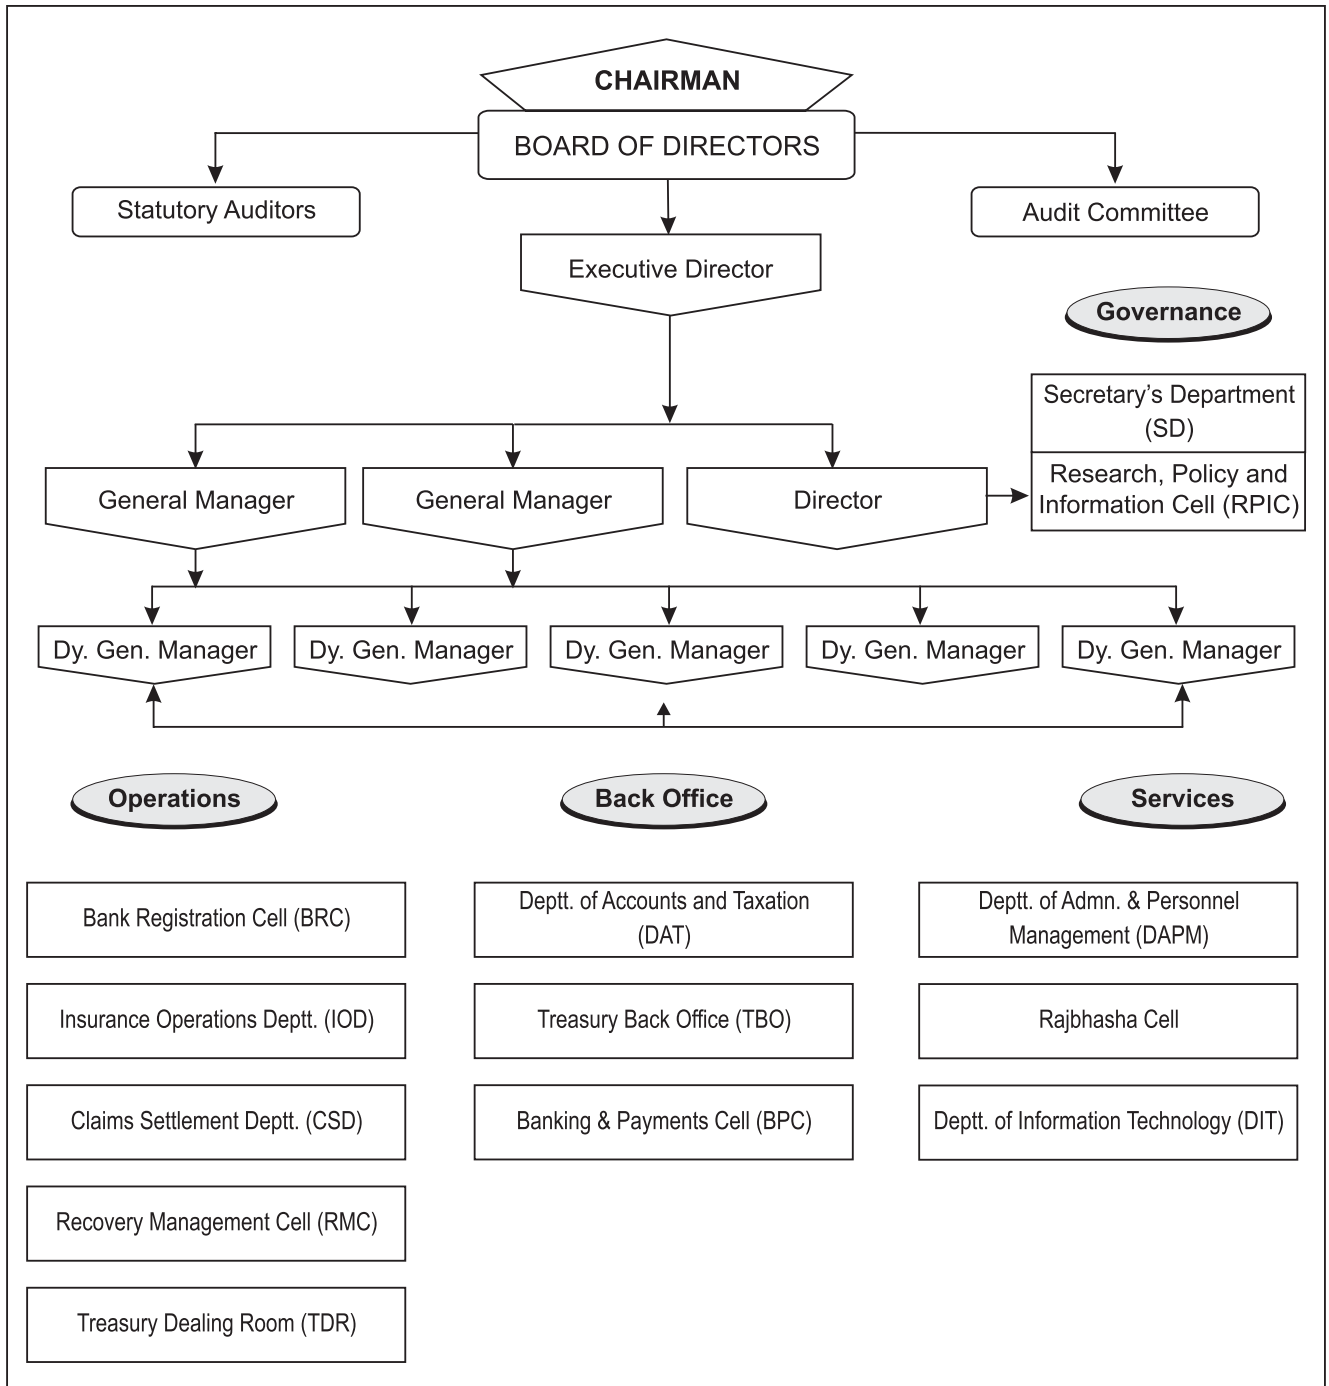 CHAIRMAN
BOARD OF DIRECTORS
Statutory Auditors
Audit Committee
Executive Director
Governance
Secretary’s Department
(SD)
Research, Policy and
Information Cell (RPIC)
General Manager
General Manager
Director
Dy. Gen. Manager
Dy. Gen. Manager
Dy. Gen. Manager
Dy. Gen. Manager
Dy. Gen. Manager
Operations
Back Office
Services
Bank Registration Cell (BRC)
Deptt. of Accounts and Taxation
(DAT)
Deptt. of Admn. & Personnel
Management (DAPM)
Insurance Operations Deptt. (IOD)
Treasury Back Office (TBO)
Rajbhasha Cell
Claims Settlement Deptt. (CSD)
Banking & Payments Cell (BPC)
Deptt. of Information Technology (DIT)
Recovery Management Cell (RMC)
Treasury Dealing Room (TDR)